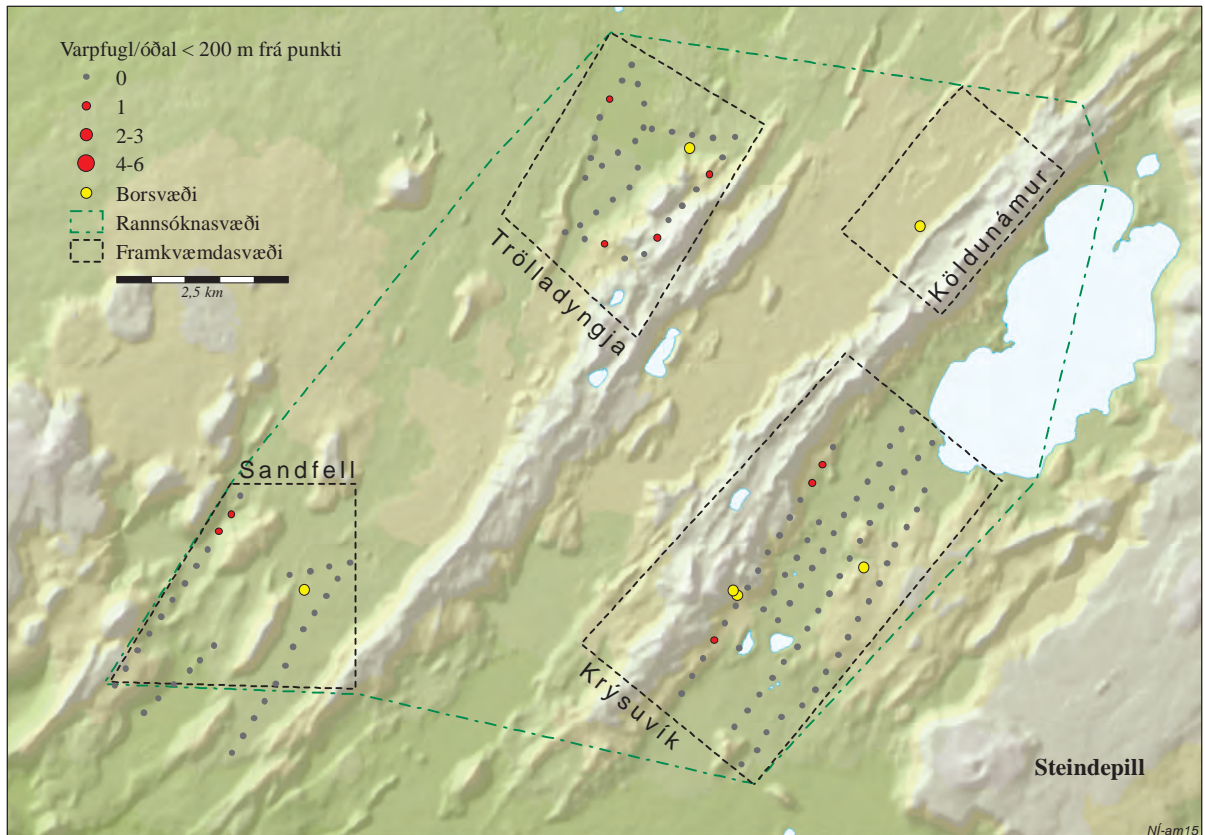 Varpfugl/óðal < 200 m frá punkti
0
1
2-3
4-6
Borsvæði
Rannsóknasvæði
Framkvæmdasvæði
2,5 km
Trölladyngja
Köldunámur
Sandfell
Krýsuvík
Steindepill
NÍ-am15